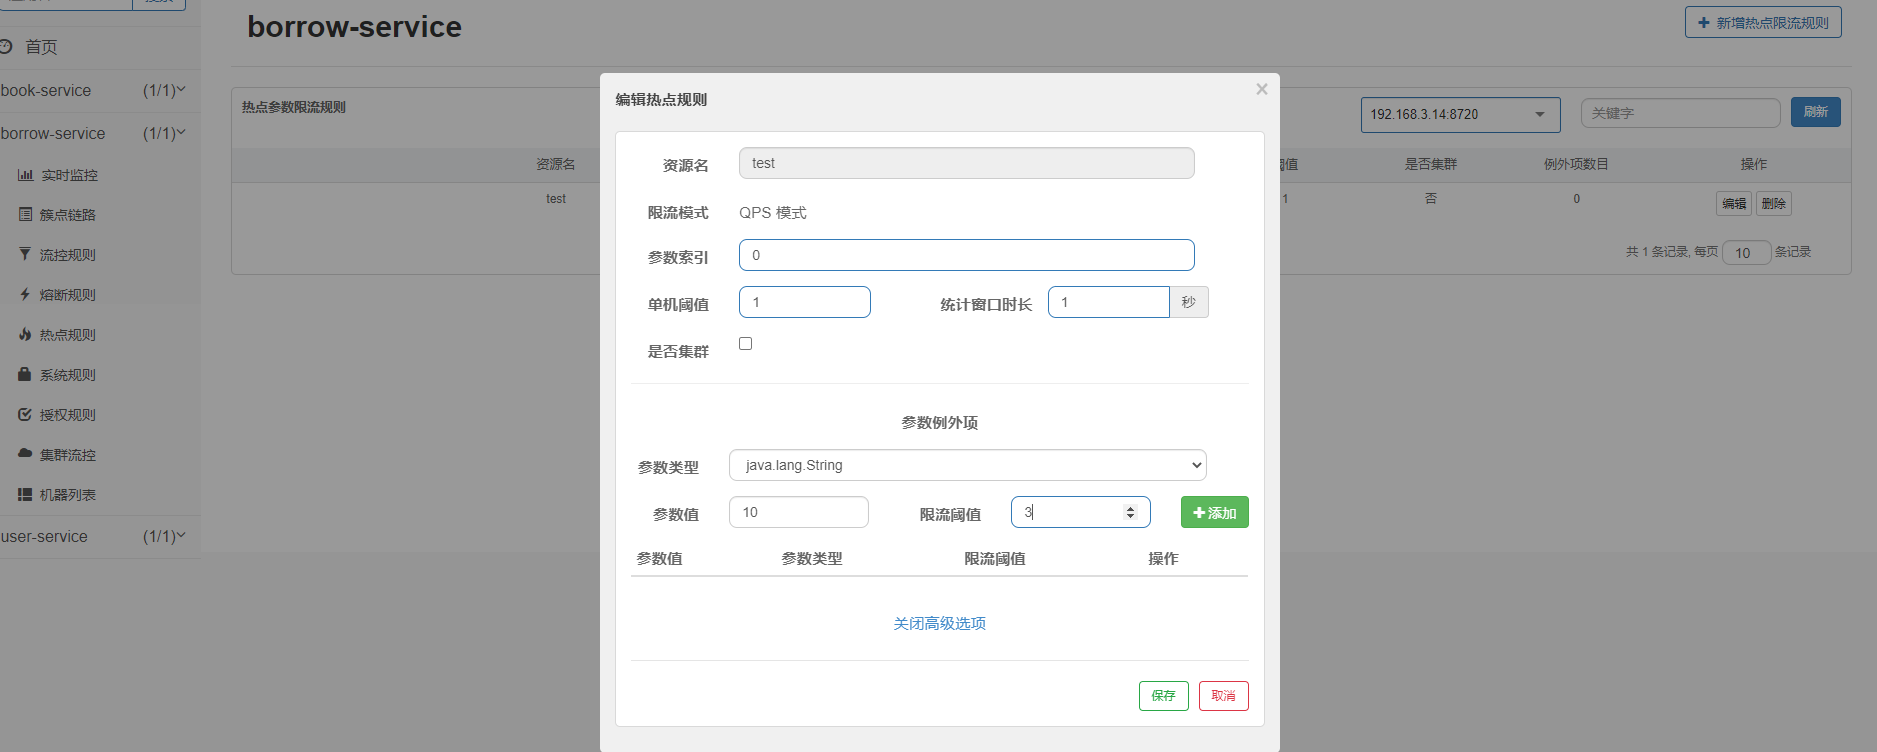 borrow-service
新增热点限流规则
首页
book-service (1/1)
borrow-service (1/1)
实时监控
簇点链路
流控规则
熔断规则
热点规则
系统规则
授权规则
集群流控
机器列表
user-service (1/1)
热点参数限流规则
192.168.3.14:8720
关键字
刷新
资源名
值
是否集群
例外项数目
操作
test
1
否
0
编辑
删除
共 1 条记录, 每页 10 条记录
编辑热点规则
×
资源名 test
限流模式 QPS 模式
参数索引 0
单机阈值 1 统计窗口时长 1 秒
是否集群
参数例外项
参数类型 java.lang.String
参数值 10 限流阈值 3 添加
参数值 参数类型 限流阈值 操作
关闭高级选项
保存 取消